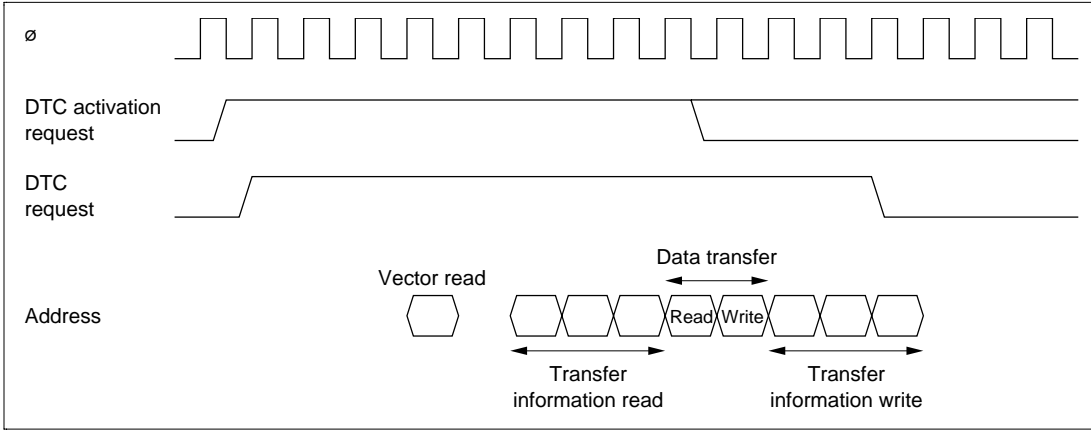 ø
DTC activation
request
DTC
request
Data transfer
Vector read
Address
Read
Write
Transfer
information read
Transfer
information write